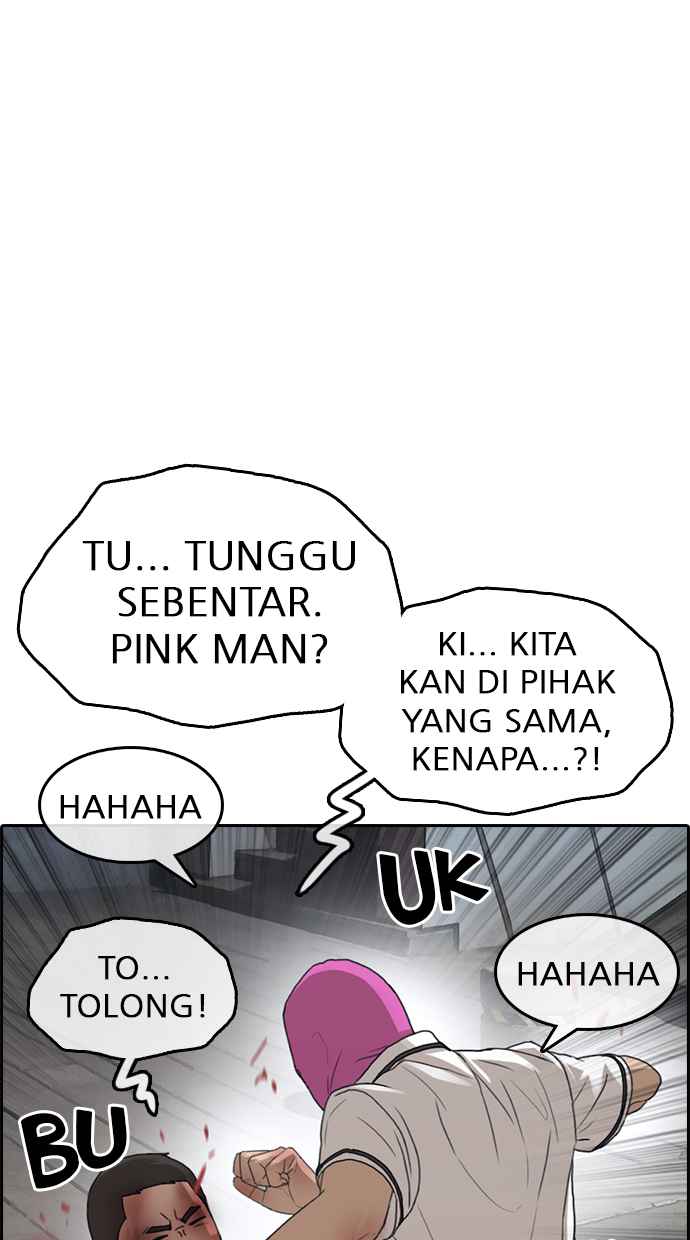 TU... TUNGGU
SEBENTAR.
PINK MAN?
KI... KITA
KAN DI PIHAK
YANG SAMA,
KENAPA...?!
HAHAHA
UK
TO...
TOLONG!
HAHAHA
BU